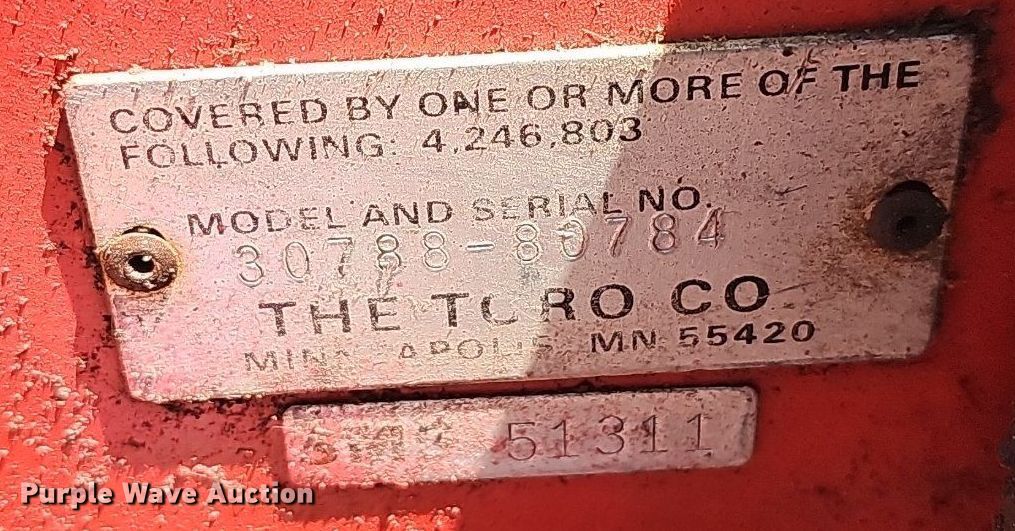 COVERED BY ONE OR MORE OF THE
FOLLOWING: 4,246,803
MODEL AND SERIAL NO.
30788-80784
THE TORO CO
MINNEAPOLIS, MN 55420
51311
Purple Wave Auction